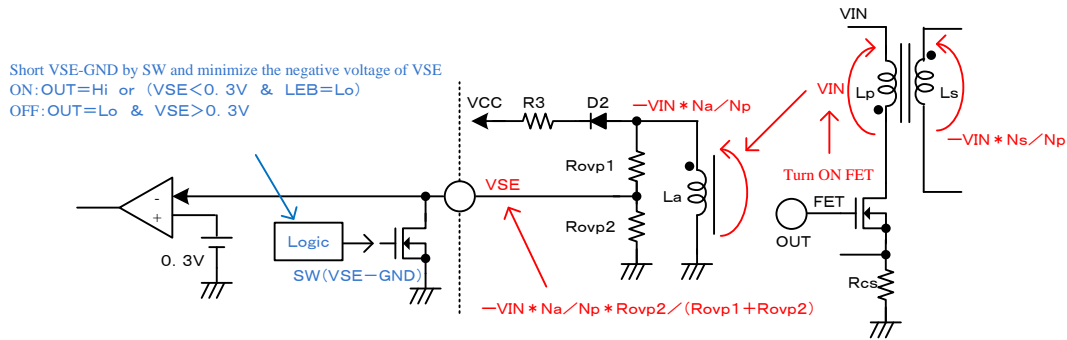 Short VSE-GND by SW and minimize the negative voltage of VSE
ON:OUT=Hi or (VSE<0.3V & LEB=Lo)
OFF:OUT=Lo & VSE>0.3V
VIN
VCC
R3
D2
-VIN*Na/Np
VIN
Lp
Ls
-VIN*Ns/Np
Rovp1
Turn ON FET
VSE
La
FET
-
+
Rovp2
OUT
Logic
0.3V
SW(VSE-GND)
Rcs
-VIN*Na/Np*Rovp2/(Rovp1+Rovp2)